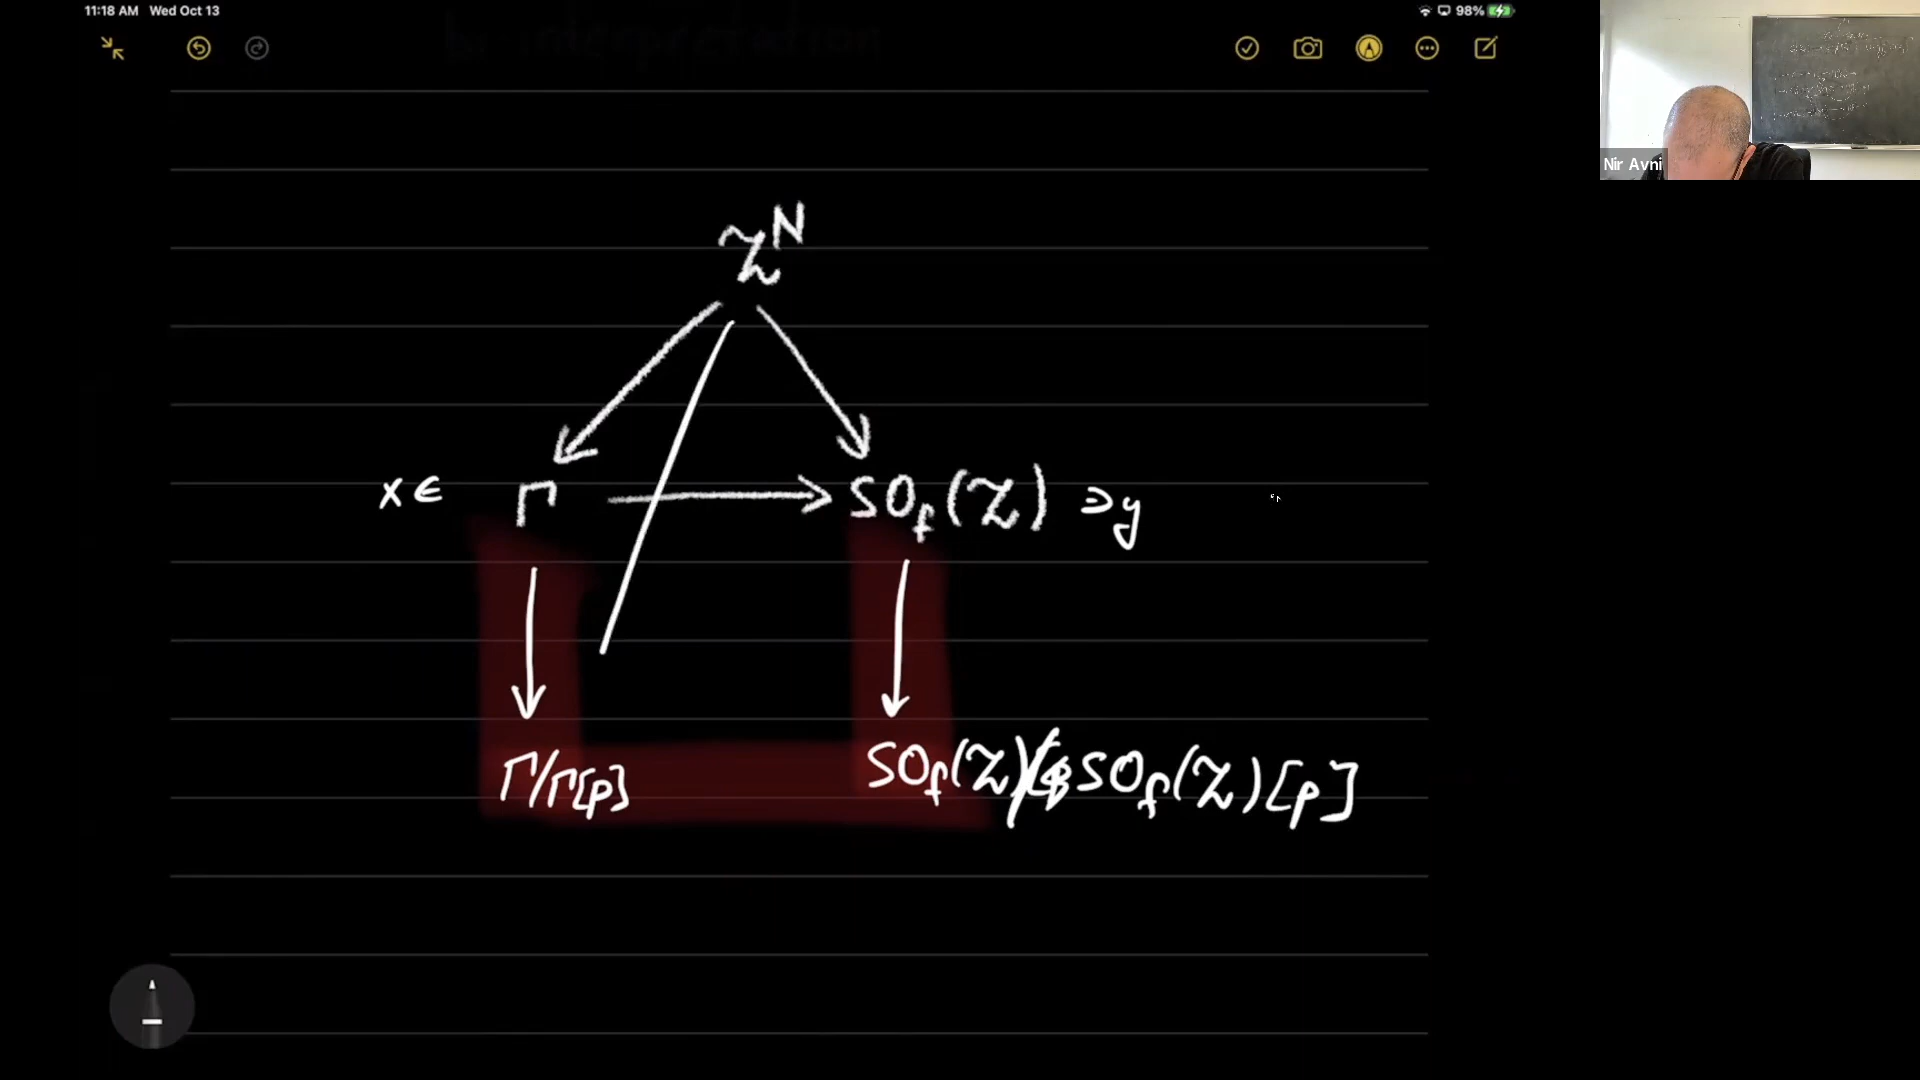 11:18 AM Wed Oct 13
98%
Nir Avni
ℤ^N
x ∈ Γ → SO_f(ℤ) ∋ y
Γ/Γ[p] SO_f(ℤ)/SO_f(ℤ)[p]